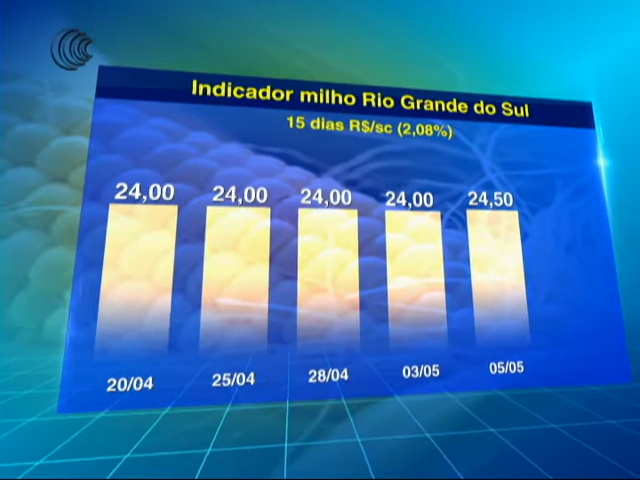 Indicador milho Rio Grande do Sul
15 dias R$/sc (2,08%)
24,00 24,00 24,00 24,00 24,50
20/04 25/04 28/04 03/05 05/05